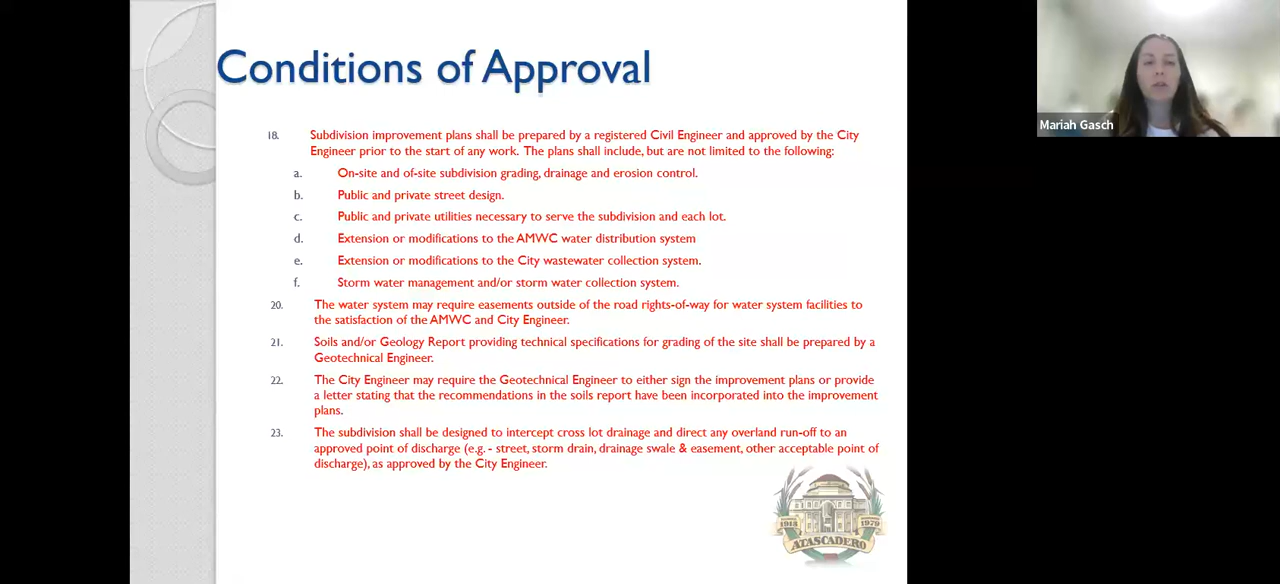 Conditions of Approval
18. Subdivision improvement plans shall be prepared by a registered Civil Engineer and approved by the City
Engineer prior to the start of any work. The plans shall include, but are not limited to the following:
a. On-site and of-site subdivision grading, drainage and erosion control.
b. Public and private street design.
c. Public and private utilities necessary to serve the subdivision and each lot.
d. Extension or modifications to the AMWC water distribution system
e. Extension or modifications to the City wastewater collection system.
f. Storm water management and/or storm water collection system.
20. The water system may require easements outside of the road rights-of-way for water system facilities to
the satisfaction of the AMWC and City Engineer.
21. Soils and/or Geology Report providing technical specifications for grading of the site shall be prepared by a
Geotechnical Engineer.
22. The City Engineer may require the Geotechnical Engineer to either sign the improvement plans or provide
a letter stating that the recommendations in the soils report have been incorporated into the improvement
plans.
23. The subdivision shall be designed to intercept cross lot drainage and direct any overland run-off to an
approved point of discharge (e.g. - street, storm drain, drainage swale & easement, other acceptable point of
discharge), as approved by the City Engineer.
1913
1979
ATASCADERO
Mariah Gasch